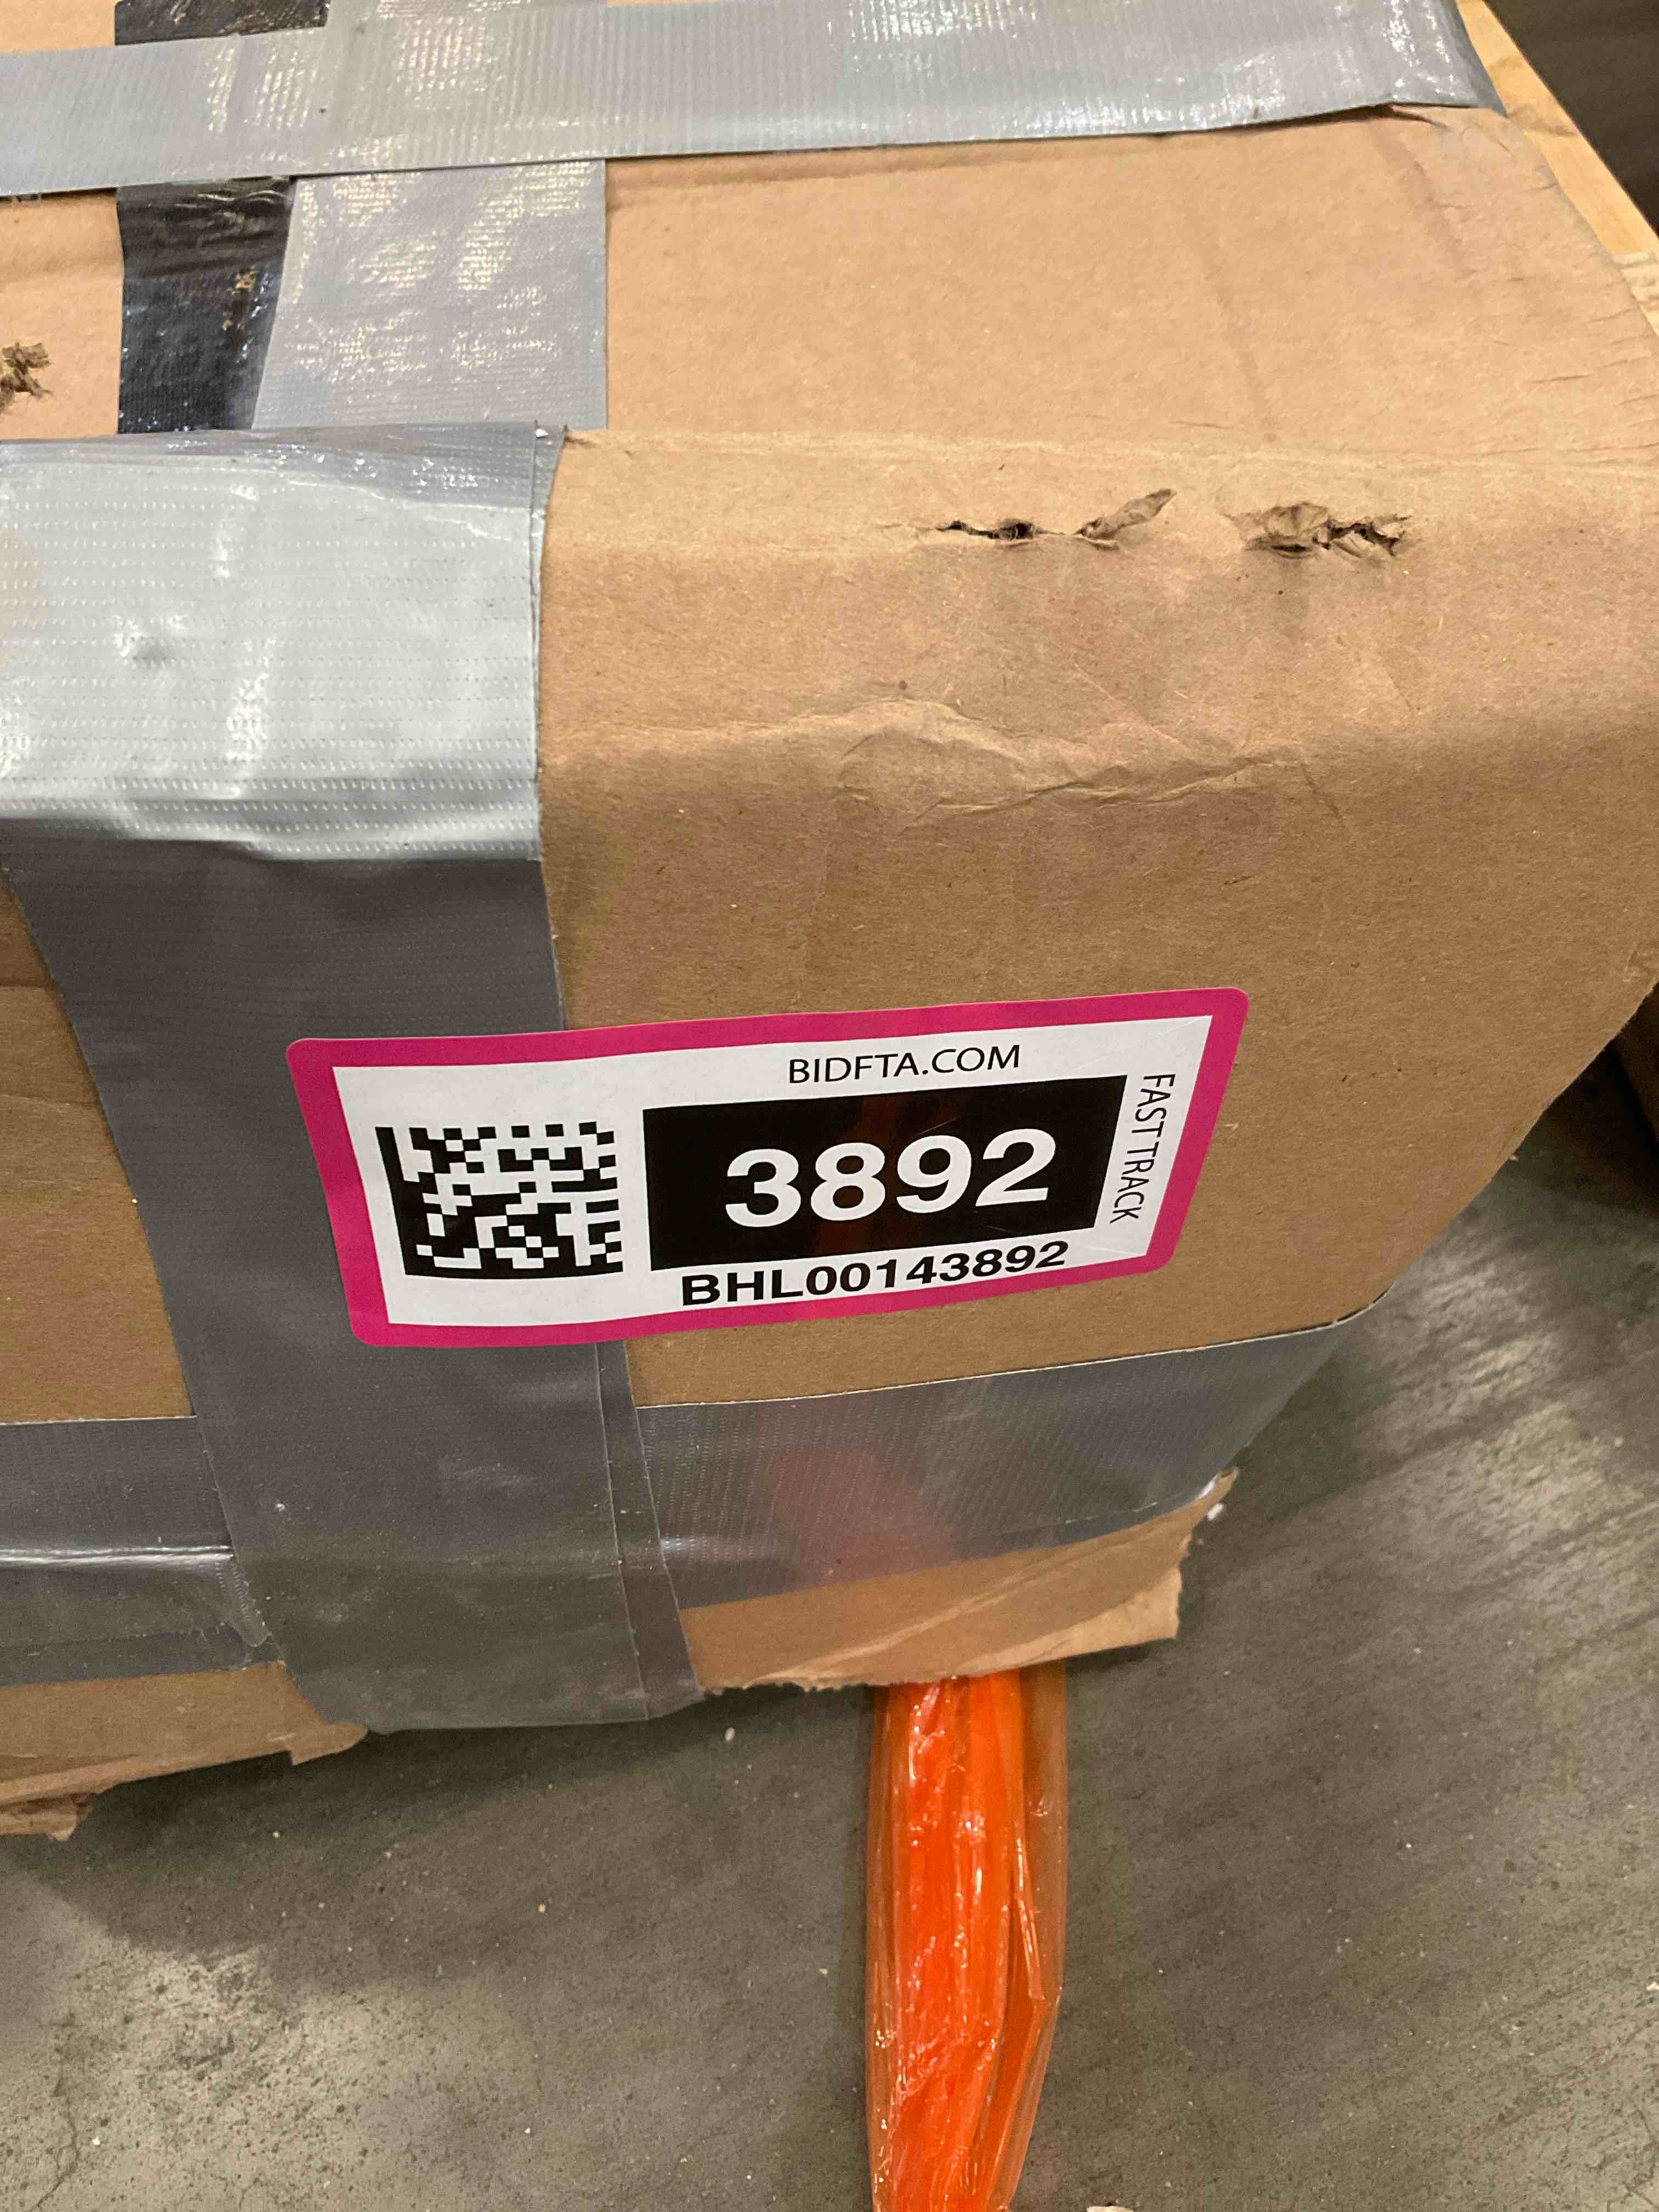 BIDFTA.COM
3892
BHL00143892
FAST TRACK